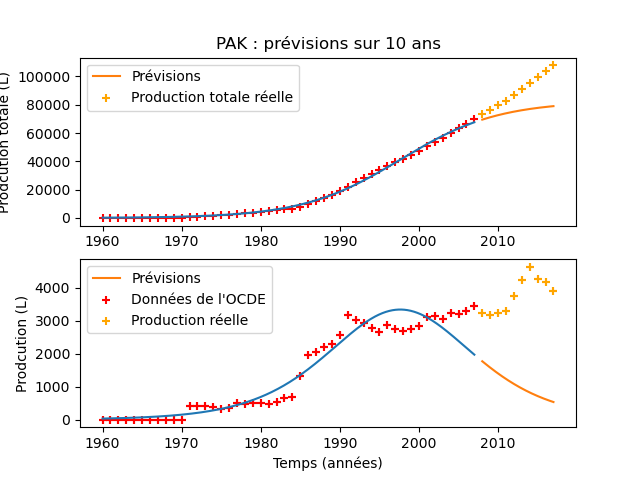 PAK : prévisions sur 10 ans
Prodcution totale (L)
100000
80000
60000
40000
20000
0
Prévisions
Production totale réelle
1960 1970 1980 1990 2000 2010
Prodcution (L)
4000
3000
2000
1000
0
Prévisions
Données de l'OCDE
Production réelle
1960 1970 1980 1990 2000 2010
Temps (années)